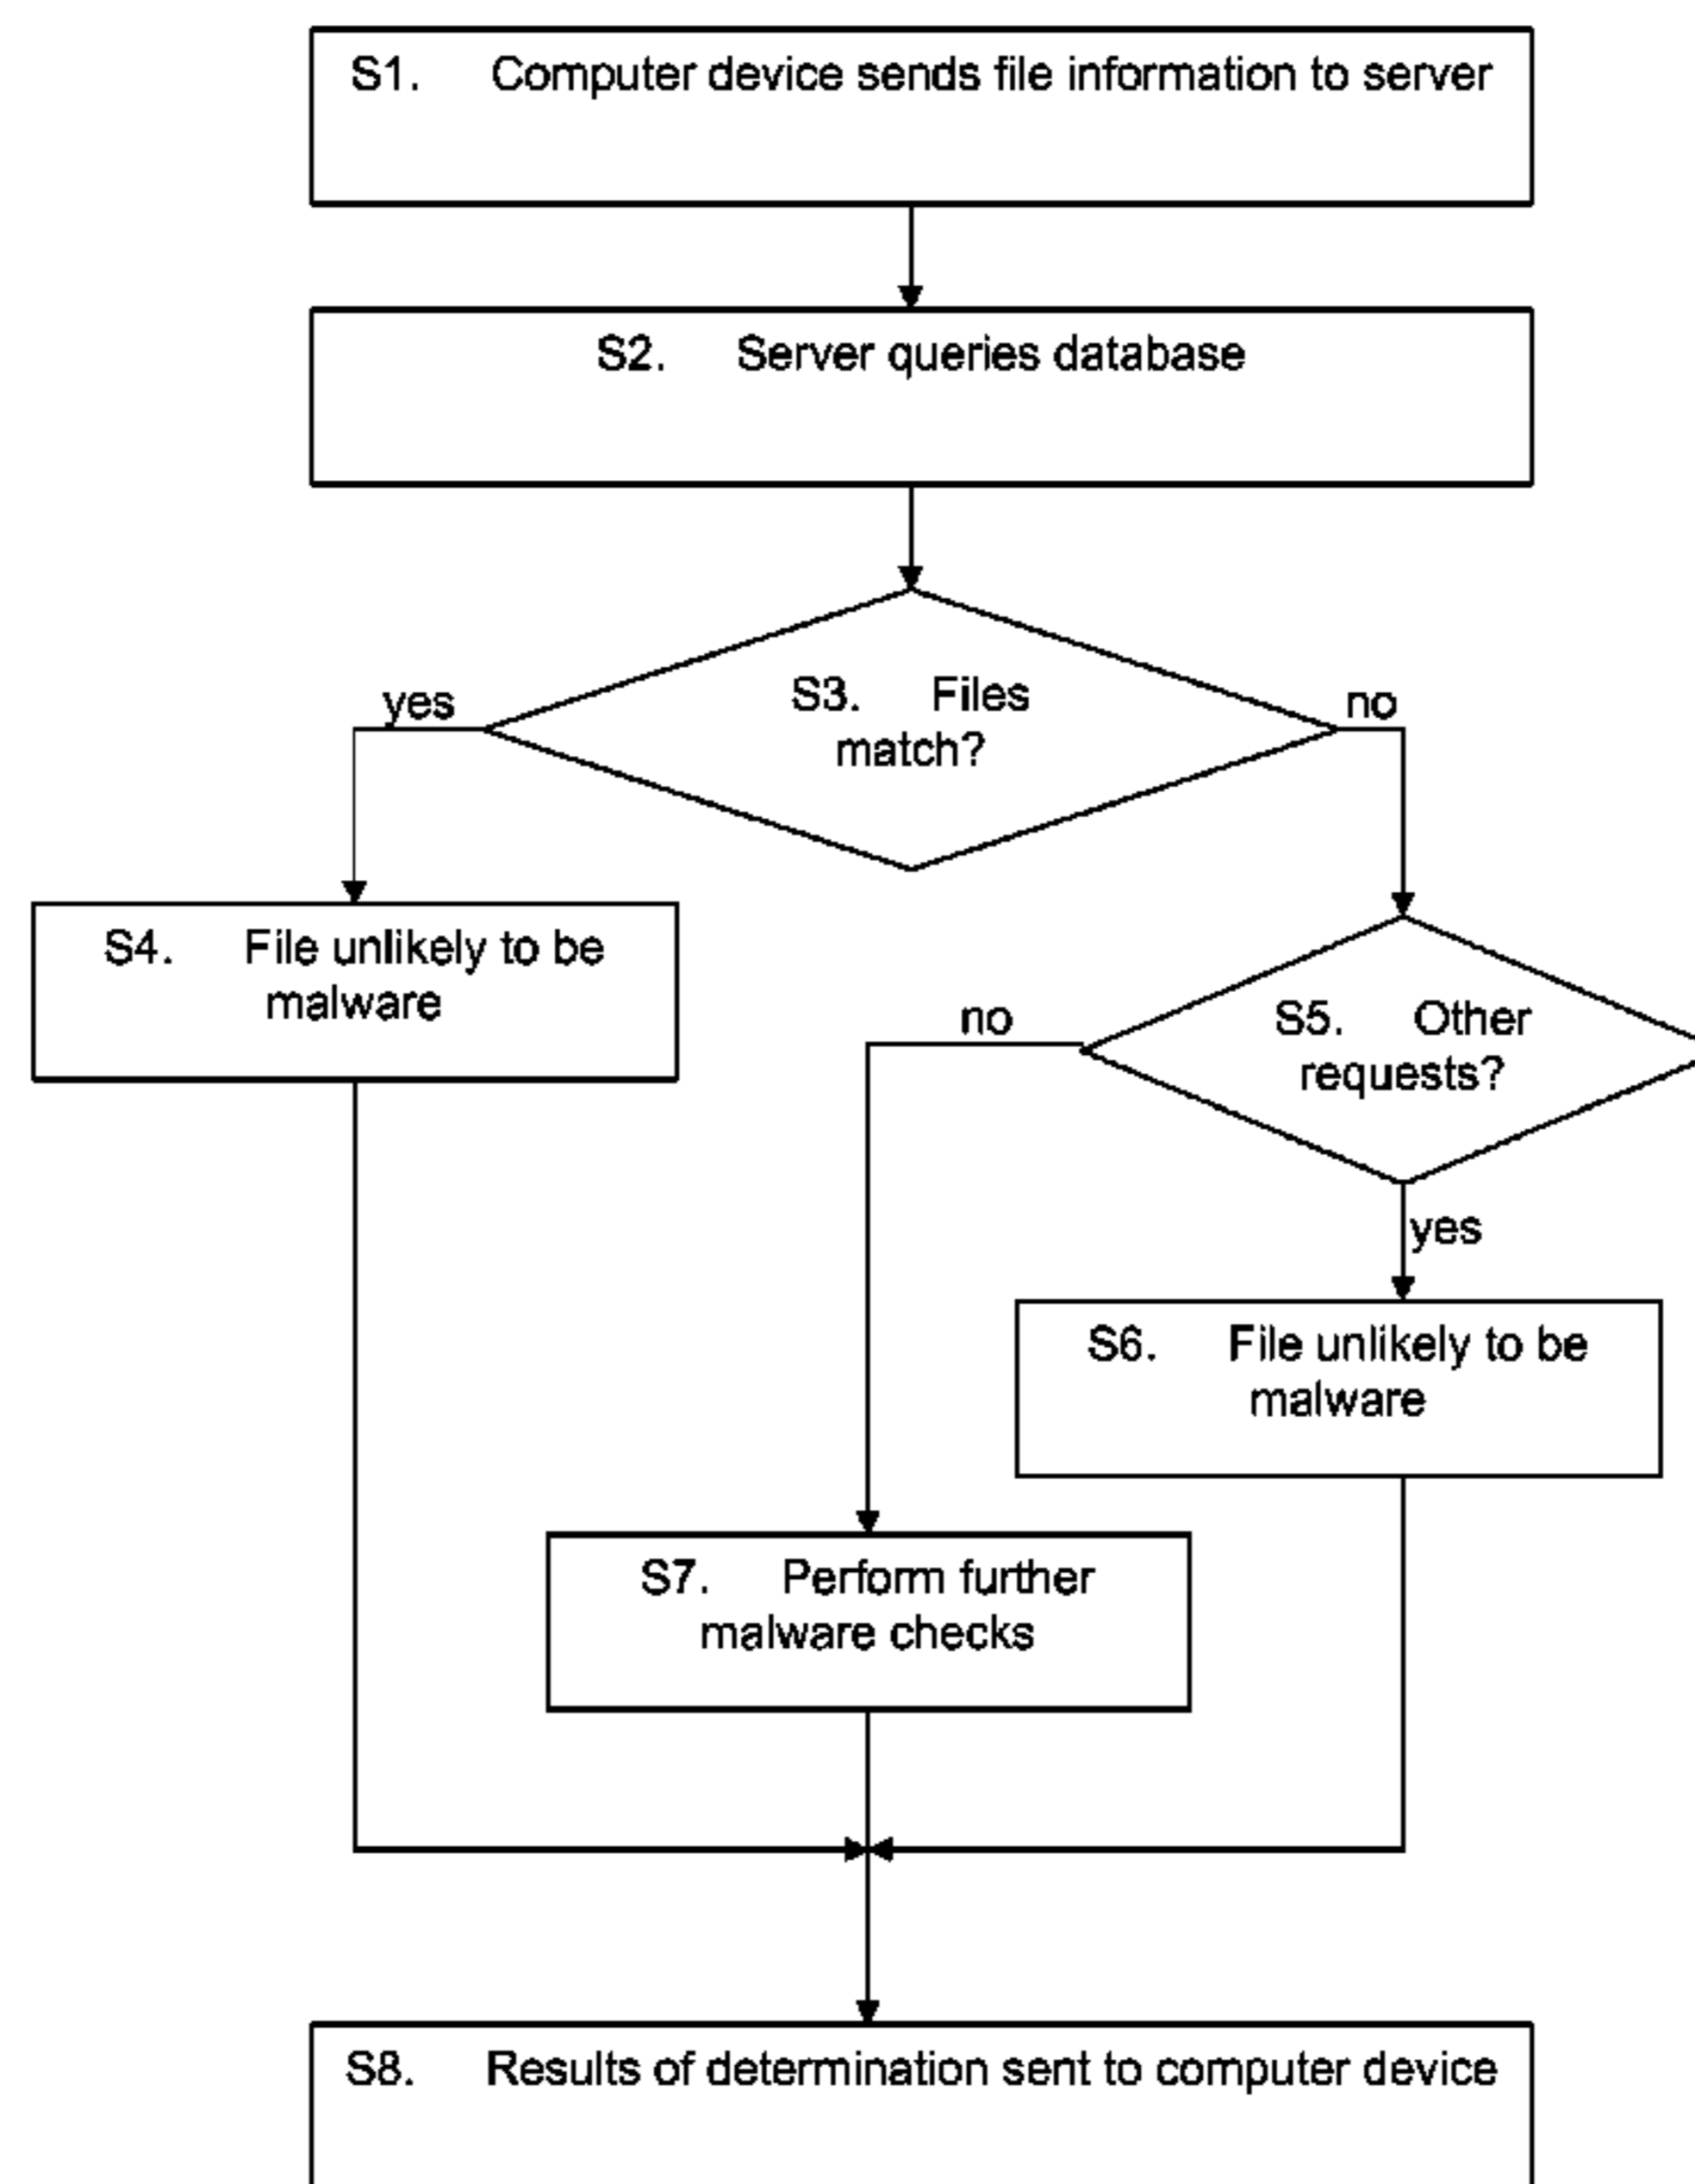 S1. Computer device sends file information to server
S2. Server queries database
S3. Files
match?
yes
no
S4. File unlikely to be
malware
S5. Other
requests?
no
yes
S6. File unlikely to be
malware
S7. Perform further
malware checks
S8. Results of determination sent to computer device